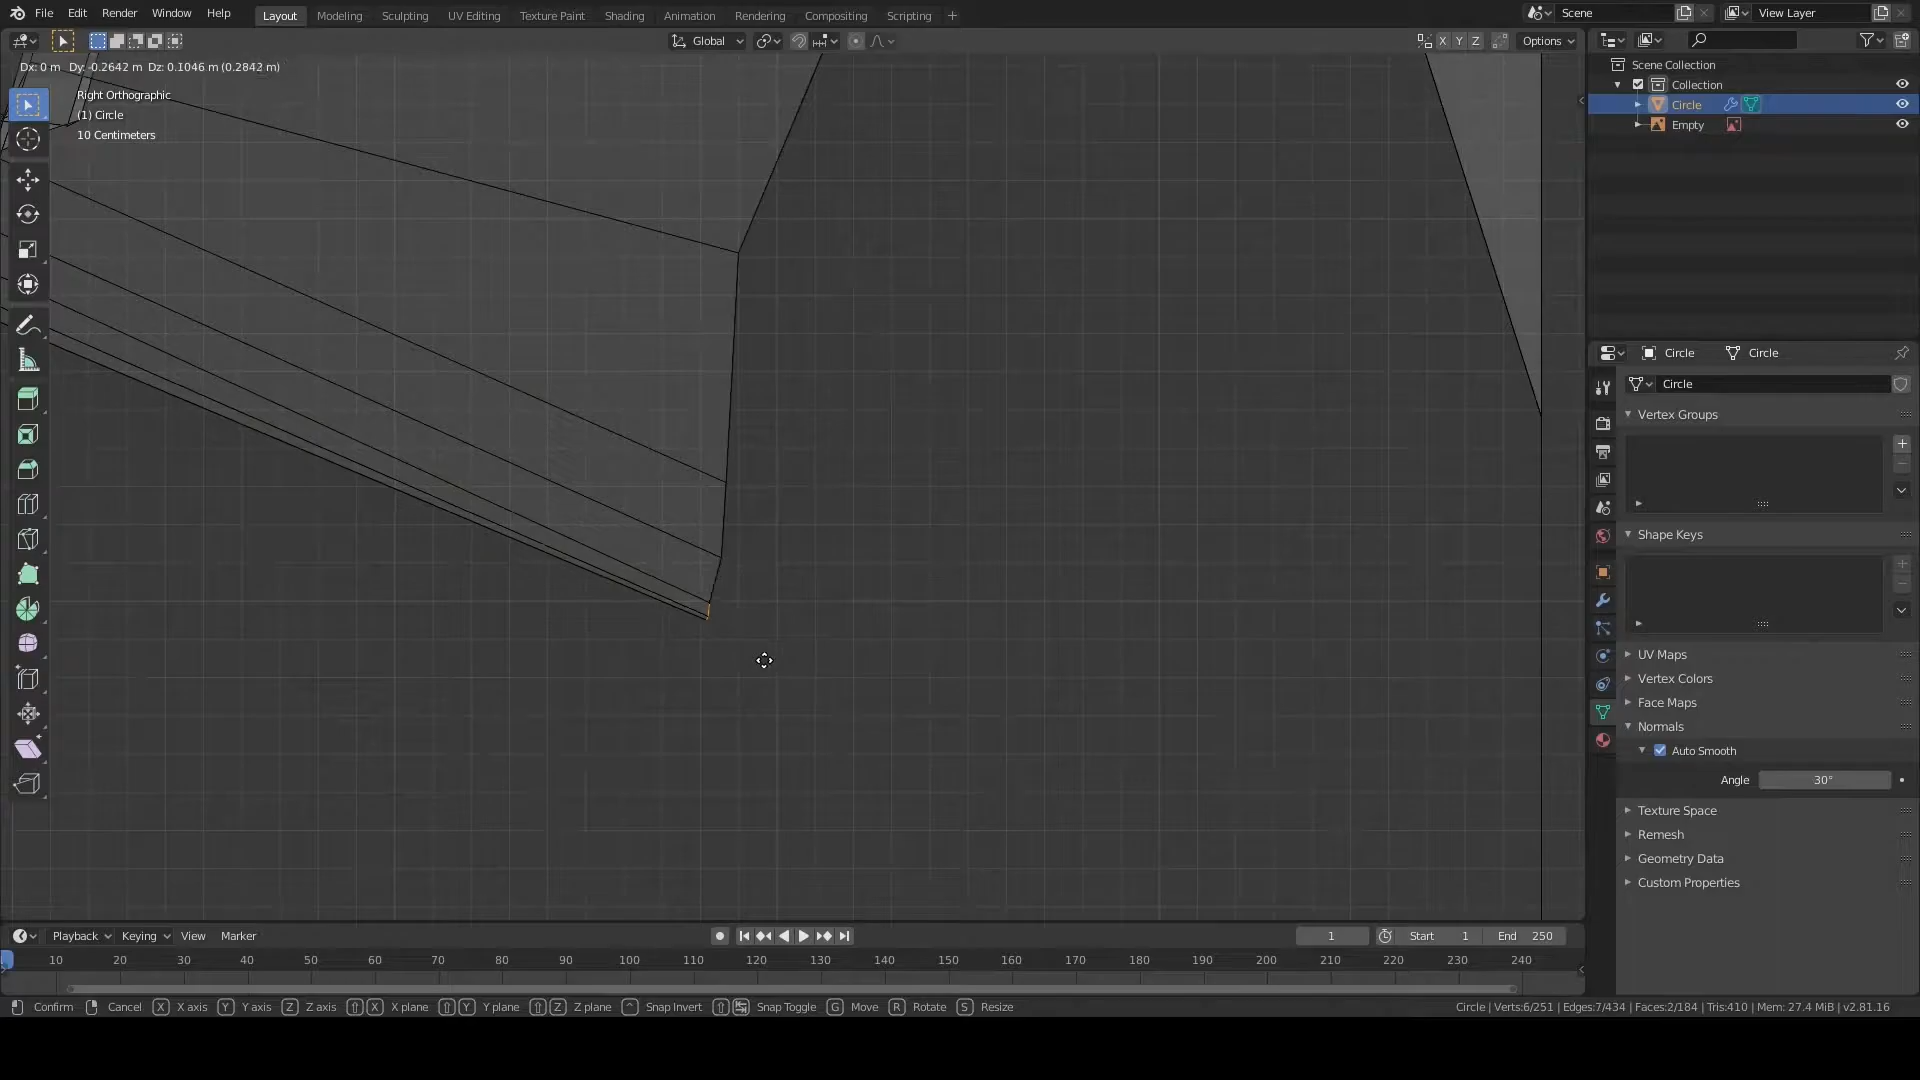 File Edit Render Window Help
Layout Modeling Sculpting UV Editing Texture Paint Shading Animation Rendering Compositing Scripting +
Scene View Layer
Global X Y Z Options
Dx: 0 m Dy: -0.2642 m Dz: 0.1046 m (0.2842 m)
Right Orthographic
(1) Circle
10 Centimeters
Scene Collection
Collection
Circle
Empty
Circle Circle
Circle
Vertex Groups
Shape Keys
UV Maps
Vertex Colors
Face Maps
Normals
Auto Smooth
Angle 30°
Texture Space
Remesh
Geometry Data
Custom Properties
Playback Keying View Marker 1 Start 1 End 250
10 20 30 40 50 60 70 80 90 100 110 120 130 140 150 160 170 180 190 200 210 220 230 240
Confirm Cancel X X axis Y Y axis Z Z axis X X plane Y Y plane Z Z plane Snap Invert Snap Toggle G Move R Rotate S Resize Circle | Verts:6/251 | Edges:7/434 | Faces:2/184 | Tris:410 | Mem: 27.4 MiB | v2.81.16